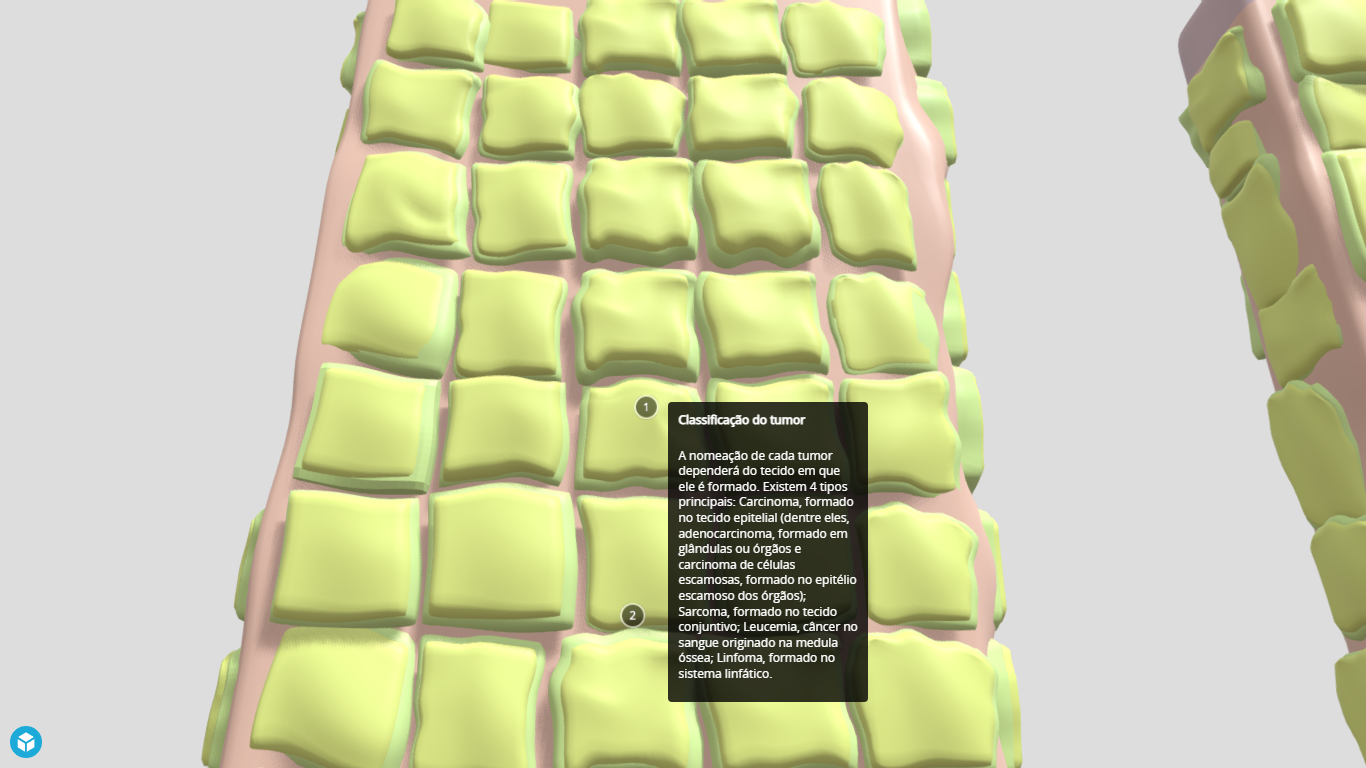 1
Classificação do tumor
A nomeação de cada tumor
dependerá do tecido em que
ele é formado. Existem 4 tipos
principais: Carcinoma, formado
no tecido epitelial (dentre eles,
adenocarcinoma, formado em
glândulas ou órgãos e
carcinoma de células
escamosas, formado no epitélio
escamoso dos órgãos);
Sarcoma, formado no tecido
conjuntivo; Leucemia, câncer no
sangue originado na medula
óssea; Linfoma, formado no
sistema linfático.
2